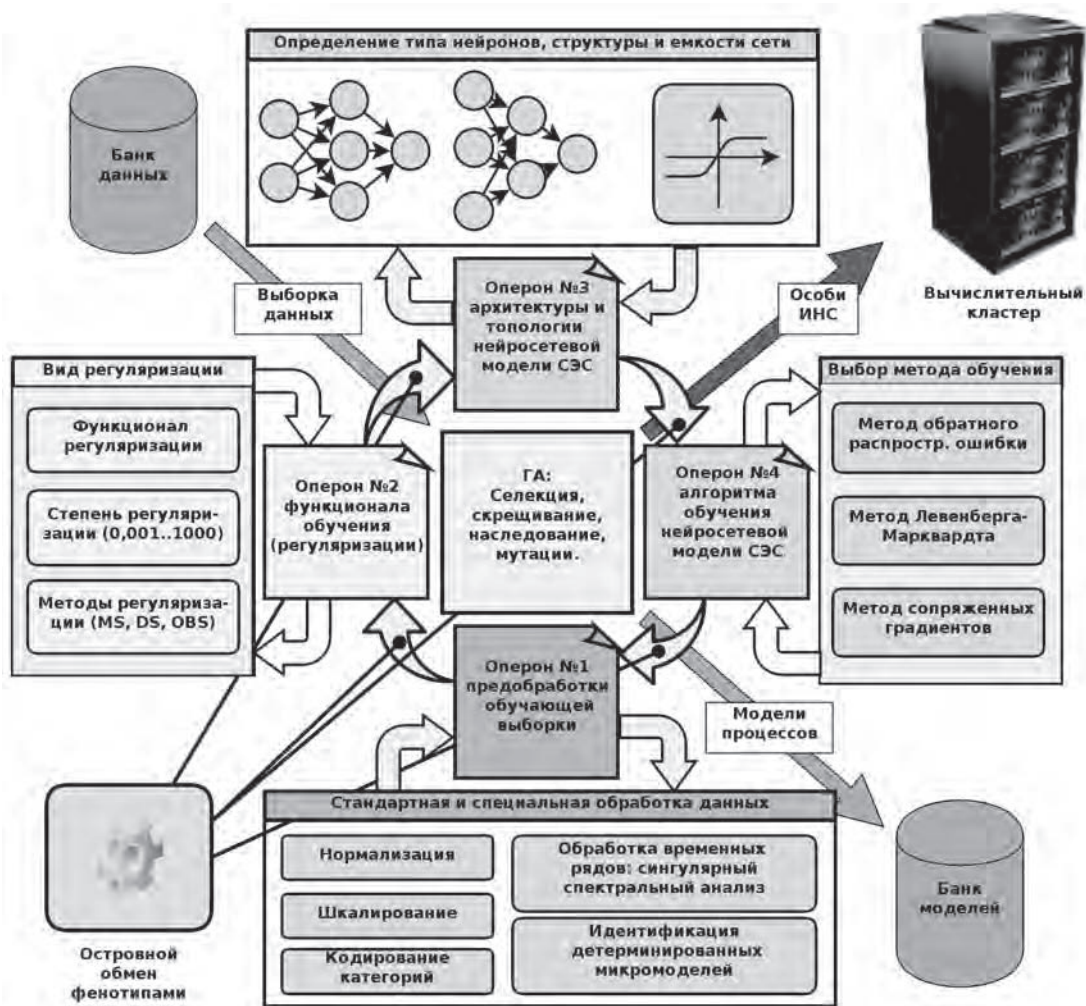 Определение типа нейронов, структуры и емкости сети
Банк
данных
Выборка
данных
Оперон №3
архитектуры и
топологии
нейросетевой
модели СЭС
Особи
ИНС
Вычислительный
кластер
Вид регуляризации
Функционал
регуляризации
Степень регуляри-
зации (0,001..1000)
Методы регуляриза-
ции (MS, DS, OBS)
Оперон №2
функционала
обучения
(регуляризации)
ГА:
Селекция,
скрещивание,
наследование,
мутации.
Оперон №4
алгоритма
обучения
нейросетевой
модели СЭС
Выбор метода обучения
Метод обратного
распростр. ошибки
Метод Левенберга-
Марквардта
Метод сопряженных
градиентов
Оперон №1
предобработки
обучающей
выборки
Модели
процессов
Стандартная и специальная обработка данных
Нормализация
Шкалирование
Кодирование
категорий
Обработка временных
рядов: сингулярный
спектральный анализ
Идентификация
детерминированных
микромоделей
Островной
обмен
фенотипами
Банк
моделей